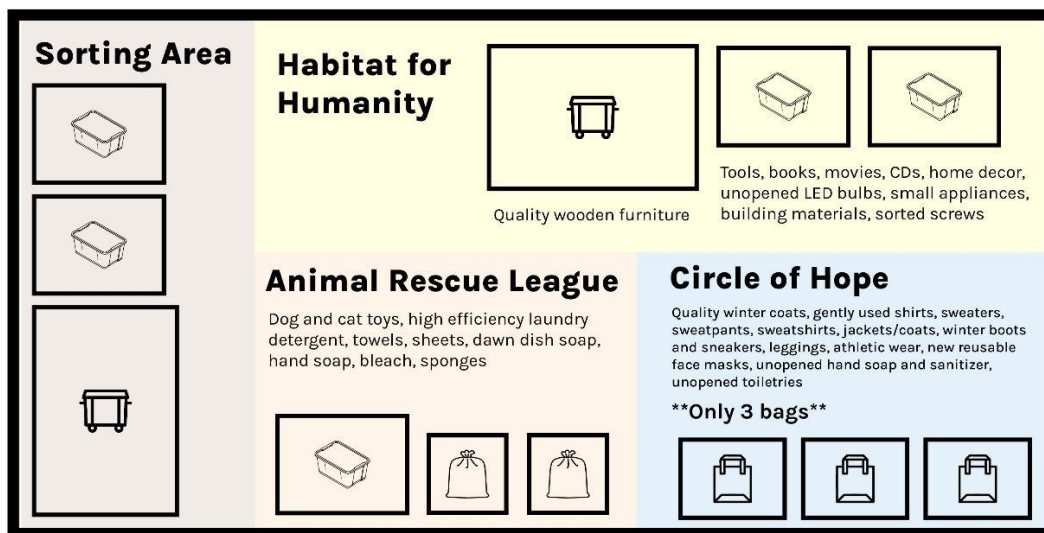 Sorting Area
Habitat for
Humanity
Quality wooden furniture
Tools, books, movies, CDs, home decor,
unopened LED bulbs, small appliances,
building materials, sorted screws
Animal Rescue League
Dog and cat toys, high efficiency laundry
detergent, towels, sheets, dawn dish soap,
hand soap, bleach, sponges
Circle of Hope
Quality winter coats, gently used shirts, sweaters,
sweatpants, sweatshirts, jackets/coats, winter boots
and sneakers, leggings, athletic wear, new reusable
face masks, unopened hand soap and sanitizer,
unopened toiletries
**Only 3 bags**